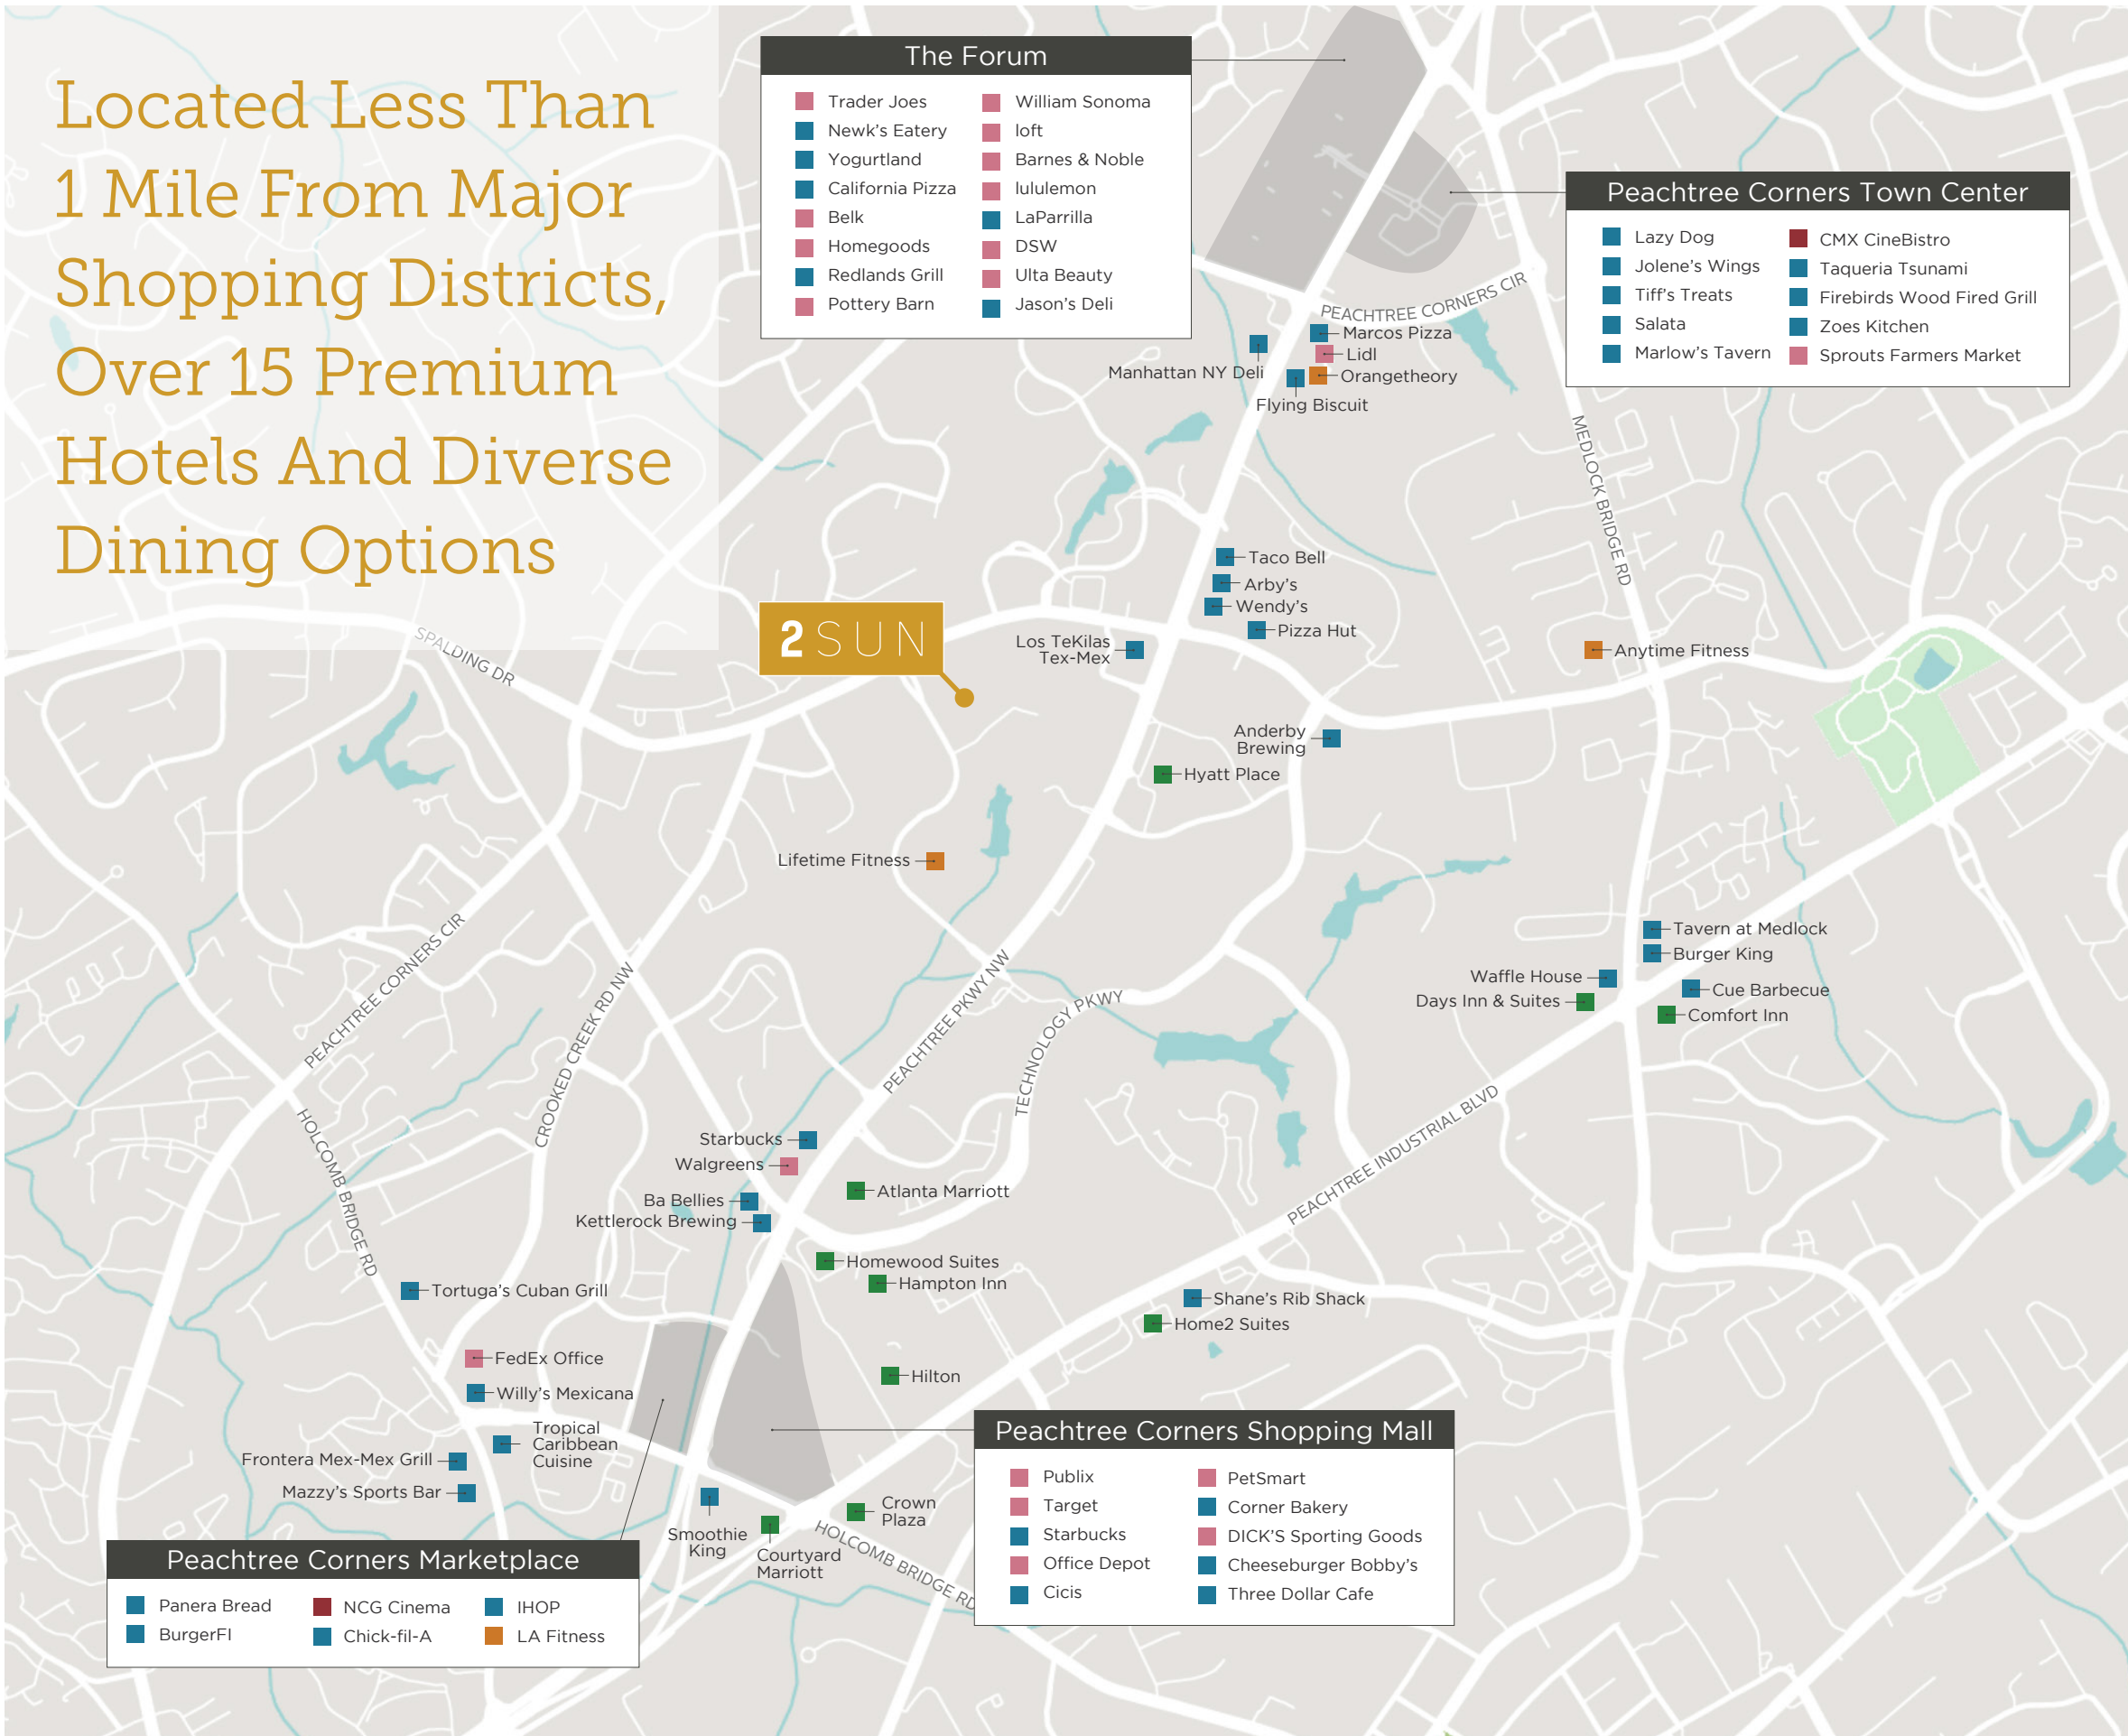 Located Less Than
1 Mile From Major
Shopping Districts,
Over 15 Premium
Hotels And Diverse
Dining Options
The Forum
Trader Joes
Newk's Eatery
Yogurtland
California Pizza
Belk
Homegoods
Redlands Grill
Pottery Barn
William Sonoma
loft
Barnes & Noble
lululemon
LaParrilla
DSW
Ulta Beauty
Jason's Deli
Peachtree Corners Town Center
Lazy Dog
Jolene's Wings
Tiff's Treats
Salata
Marlow's Tavern
CMX CineBistro
Taqueria Tsunami
Firebirds Wood Fired Grill
Zoes Kitchen
Sprouts Farmers Market
PEACHTREE CORNERS CIR
Marcos Pizza
Lidl
Manhattan NY Deli
Orangetheory
Flying Biscuit
MEDLOCK BRIDGE RD
Taco Bell
Arby's
Wendy's
Pizza Hut
2 SUN
SPALDING DR
Los TeKilas
Tex-Mex
Anytime Fitness
Anderby
Brewing
Hyatt Place
Lifetime Fitness
Tavern at Medlock
Burger King
Waffle House
Cue Barbecue
Days Inn & Suites
Comfort Inn
PEACHTREE CORNERS CIR
CROOKED CREEK RD NW
PEACHTREE PKWY NW
TECHNOLOGY PKWY
PEACHTREE INDUSTRIAL BLVD
HOLCOMB BRIDGE RD
Starbucks
Walgreens
Atlanta Marriott
Ba Bellies
Kettlerock Brewing
Homewood Suites
Hampton Inn
Tortuga's Cuban Grill
Shane's Rib Shack
Home2 Suites
FedEx Office
Hilton
Willy's Mexicana
Tropical
Caribbean
Cuisine
Frontera Mex-Mex Grill
Mazzy's Sports Bar
Smoothie
King
Crown
Plaza
Courtyard
Marriott
HOLCOMB BRIDGE RD
Peachtree Corners Shopping Mall
Publix
Target
Starbucks
Office Depot
Cicis
PetSmart
Corner Bakery
DICK'S Sporting Goods
Cheeseburger Bobby's
Three Dollar Cafe
Peachtree Corners Marketplace
Panera Bread
BurgerFI
NCG Cinema
Chick-fil-A
IHOP
LA Fitness